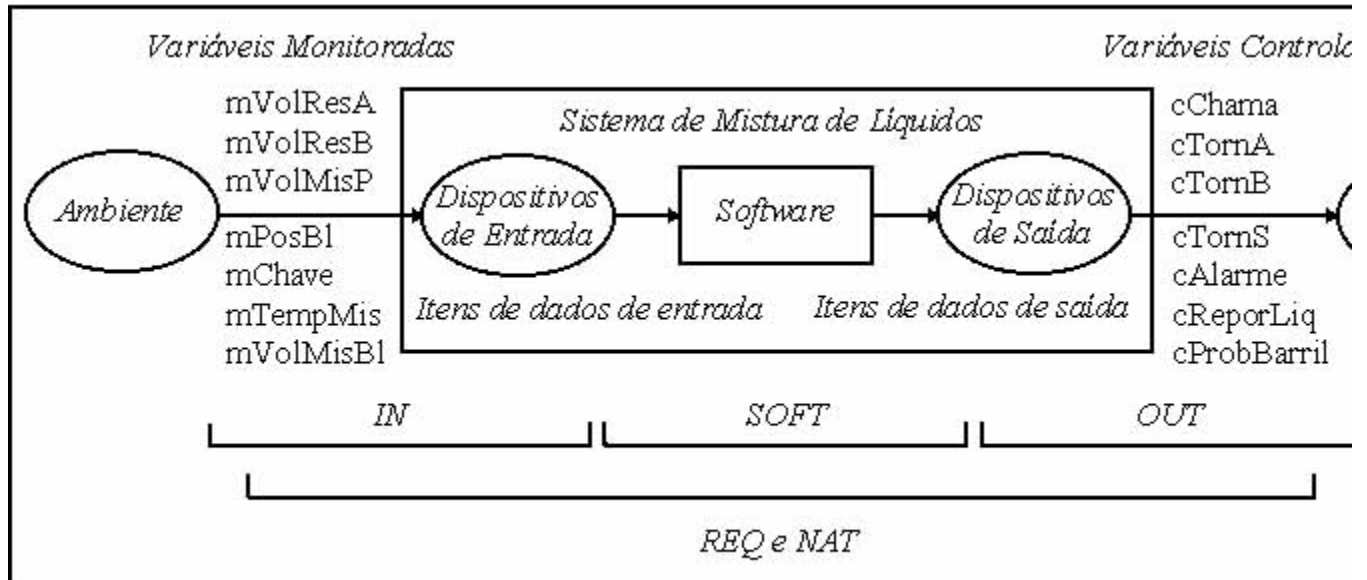 Variáveis Monitoradas
Variáveis Controla
mVolResA
mVolResB
mVolMisP
mPosBl
mChave
mTempMis
mVolMisBl
Ambiente
Sistema de Mistura de Líquidos
Dispositivos
de Entrada
Software
Dispositivos
de Saída
Itens de dados de entrada
Itens de dados de saída
cChama
cTornA
cTornB
cTornS
cAlarme
cReporLiq
cProbBarril
IN
SOFT
OUT
REQ e NAT